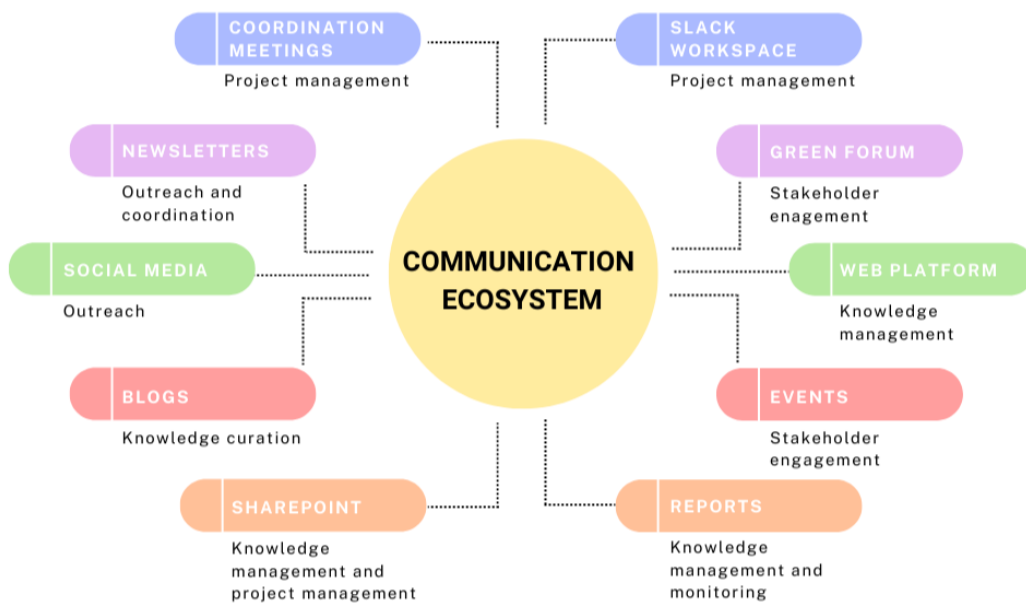 COORDINATION
MEETINGS
Project management
SLACK
WORKSPACE
Project management
NEWSLETTERS
Outreach and
coordination
GREEN FORUM
Stakeholder
enagement
SOCIAL MEDIA
Outreach
COMMUNICATION
ECOSYSTEM
WEB PLATFORM
Knowledge
management
BLOGS
Knowledge curation
EVENTS
Stakeholder
engagement
SHAREPOINT
Knowledge
management and
project management
REPORTS
Knowledge
management and
monitoring